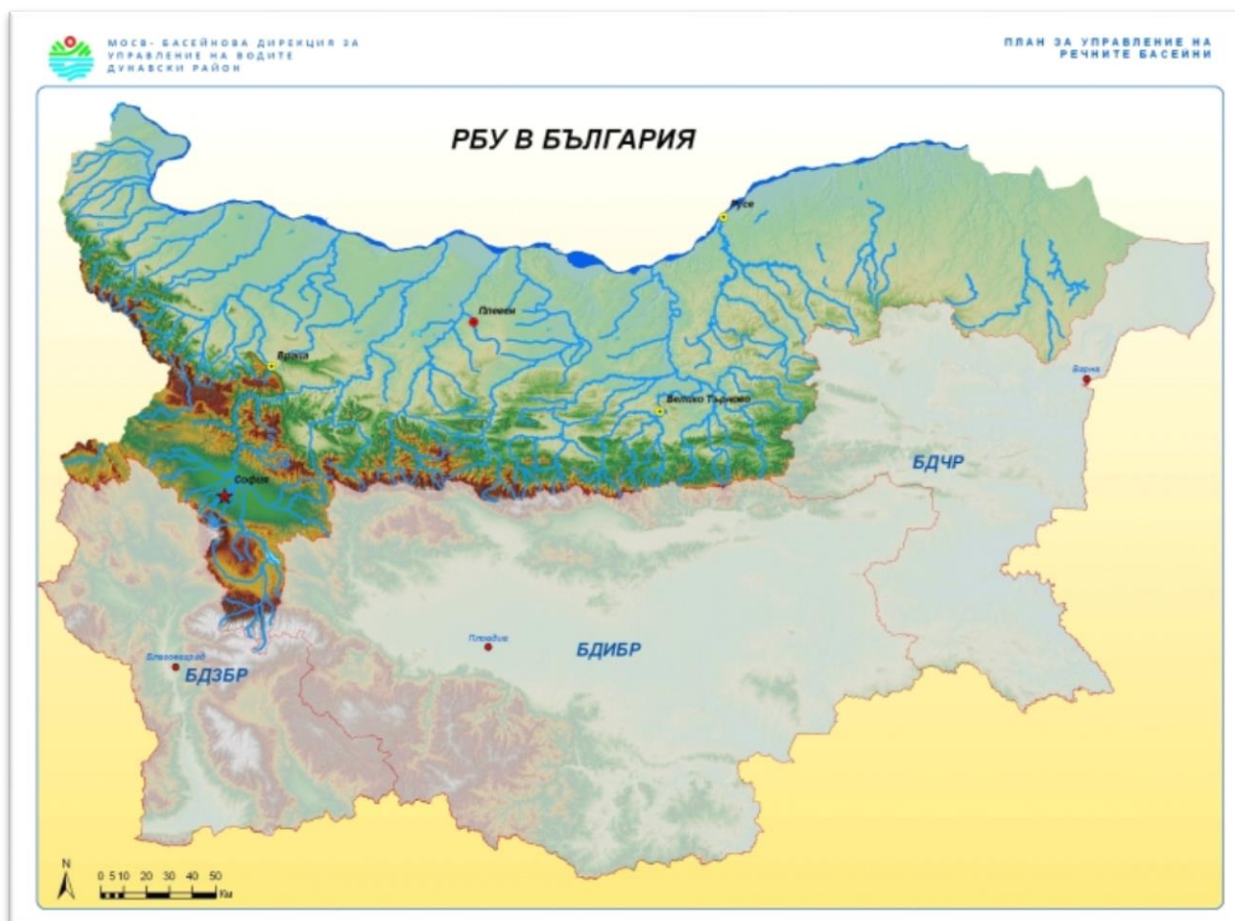 МОСВ- БАСЕЙНОВА ДИРЕКЦИЯ ЗА
УПРАВЛЕНИЕ НА ВОДИТЕ
ДУНАВСКИ РАЙОН
ПЛАН ЗА УПРАВЛЕНИЕ НА
РЕЧНИТЕ БАСЕЙНИ
РБУ В БЪЛГАРИЯ
Русе
Плевен
Враца
Варна
Велико Търново
БДЧР
София
Пловдив
БДИБР
Благоевград
БДЗБР
N
0 5 10 20 30 40 50
Км